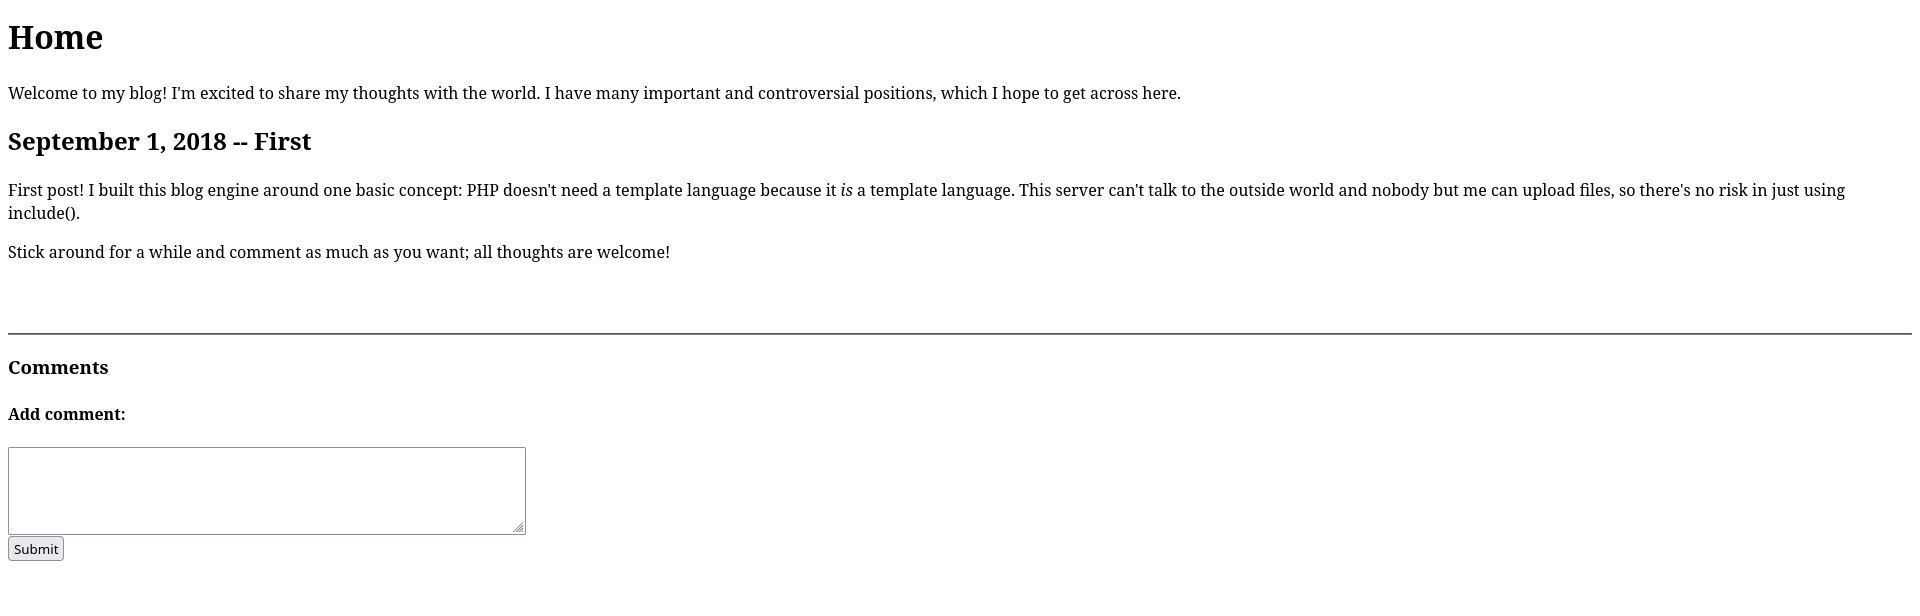 Home
Welcome to my blog! I'm excited to share my thoughts with the world. I have many important and controversial positions, which I hope to get across here.
September 1, 2018 -- First
First post! I built this blog engine around one basic concept: PHP doesn't need a template language because it is a template language. This server can't talk to the outside world and nobody but me can upload files, so there's no risk in just using
include().
Stick around for a while and comment as much as you want; all thoughts are welcome!
Comments
Add comment:
Submit